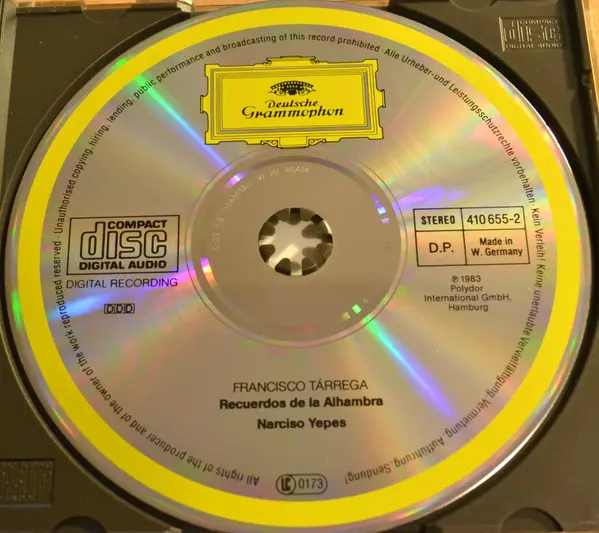 Unauthorised copying, hiring, lending, public performance and broadcasting of this record prohibited · Alle Urheber-und Leistungsschutzrechte vorbehalten · Kein Verleih! Keine unerlaubte Vervielfältigung, Vermietung, Aufführung, Sendung!
All rights of the producer and of the owner of the work reproduced reserved ·
COMPACT
DIGITAL AUDIO
Deutsche
Grammophon
MADE IN W.
COMPACT
disc
DIGITAL AUDIO
DIGITAL RECORDING
DDD
STEREO 410 655-2
D.P. Made in
W. Germany
℗ 1983
Polydor
International GmbH,
Hamburg
FRANCISCO TÁRREGA
Recuerdos de la Alhambra
Narciso Yepes
LC 0173